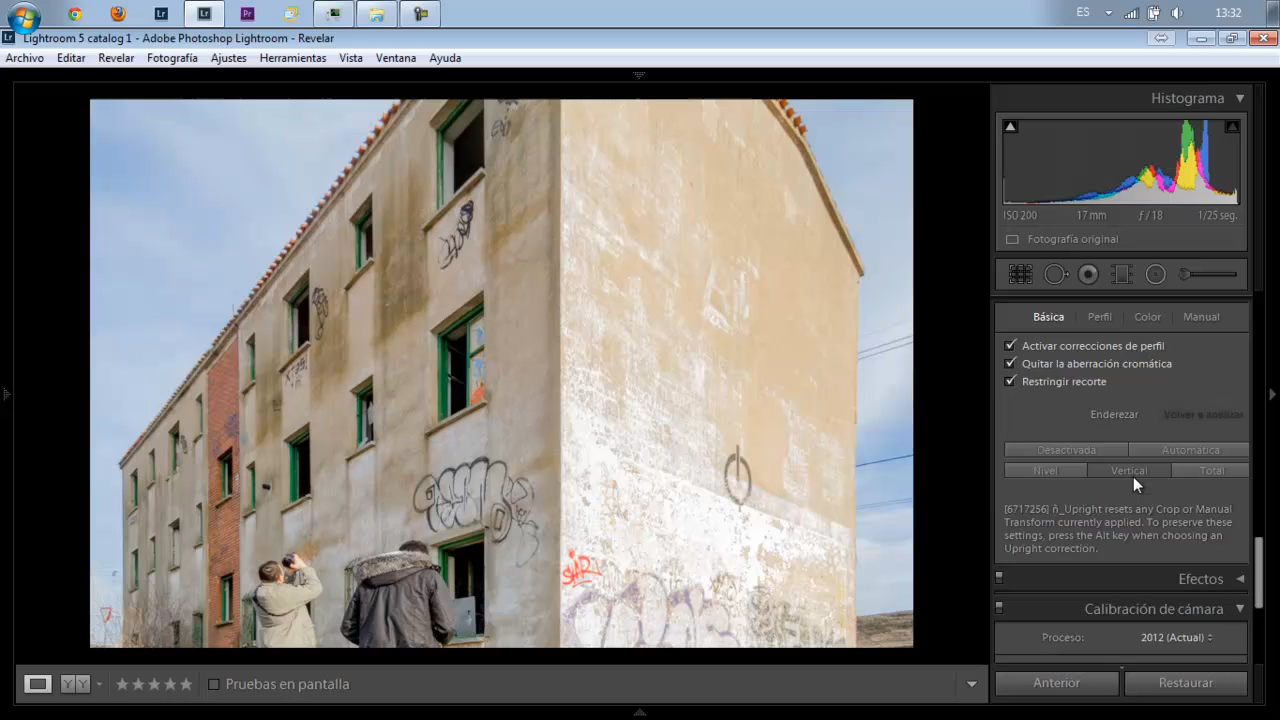 ES
13:32
Lightroom 5 catalog 1 - Adobe Photoshop Lightroom - Revelar
Archivo Editar Revelar Fotografía Ajustes Herramientas Vista Ventana Ayuda
Histograma
ISO 200 17 mm ƒ / 18 1/25 seg.
Fotografía original
Básica Perfil Color Manual
Activar correcciones de perfil
Quitar la aberración cromática
Restringir recorte
Enderezar Volver a analizar
Desactivada Automática
Nivel Vertical Total
[6717256] ñ_Upright resets any Crop or Manual
Transform currently applied. To preserve these
settings, press the Alt key when choosing an
Upright correction.
Efectos
Calibración de cámara
Proceso: 2012 (Actual)
Pruebas en pantalla
Anterior Restaurar